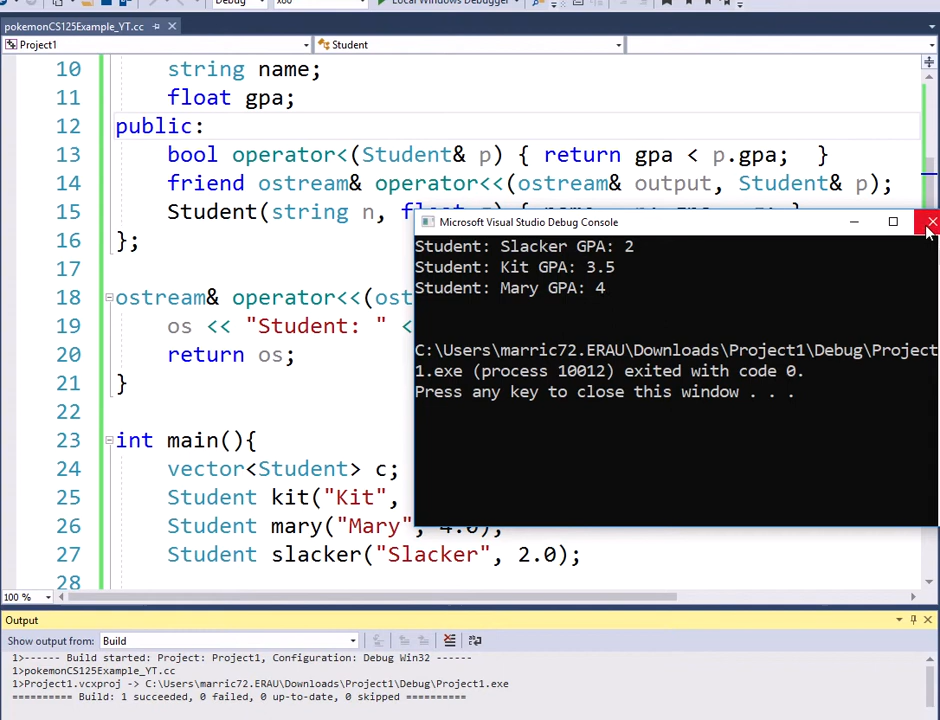 Debug
x86
Local Windows Debugger
pokemonCS125Example_YT.cc
Project1
Student
10 string name;
11 float gpa;
12 public:
13 bool operator<(Student& p) { return gpa < p.gpa; }
14 friend ostream& operator<<(ostream& output, Student& p);
15 Student(string n,
16 };
17
18 ostream& operator<<(ost
19 os << "Student: " <
20 return os;
21 }
22
23 int main(){
24 vector<Student> c;
25 Student kit("Kit",
26 Student mary("Mary", 4.0);
27 Student slacker("Slacker", 2.0);
28
Microsoft Visual Studio Debug Console
Student: Slacker GPA: 2
Student: Kit GPA: 3.5
Student: Mary GPA: 4
C:\Users\marric72.ERAU\Downloads\Project1\Debug\Project
1.exe (process 10012) exited with code 0.
Press any key to close this window . . .
100 %
Output
Show output from: Build
1>------ Build started: Project: Project1, Configuration: Debug Win32 ------
1>pokemonCS125Example_YT.cc
1>Project1.vcxproj -> C:\Users\marric72.ERAU\Downloads\Project1\Debug\Project1.exe
========== Build: 1 succeeded, 0 failed, 0 up-to-date, 0 skipped ==========